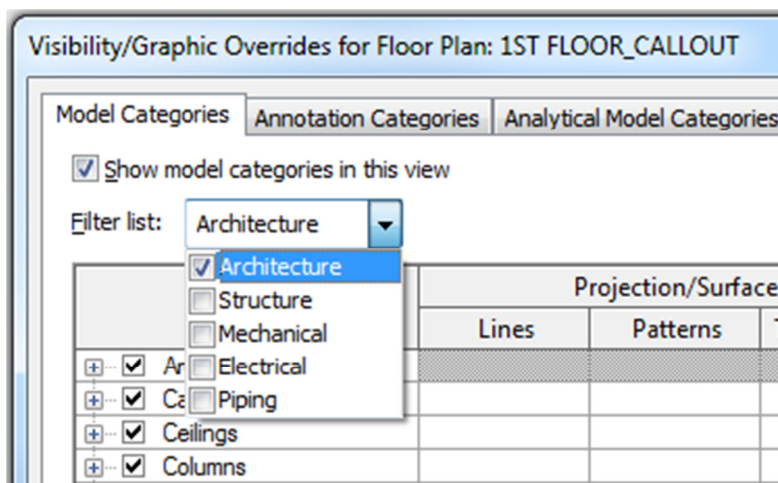 Visibility/Graphic Overrides for Floor Plan: 1ST FLOOR_CALLOUT
Model Categories Annotation Categories Analytical Model Categories
Show model categories in this view
Filter list: Architecture
Architecture
Structure
Mechanical
Electrical
Piping
Projection/Surface
Lines Patterns
Ceilings
Columns